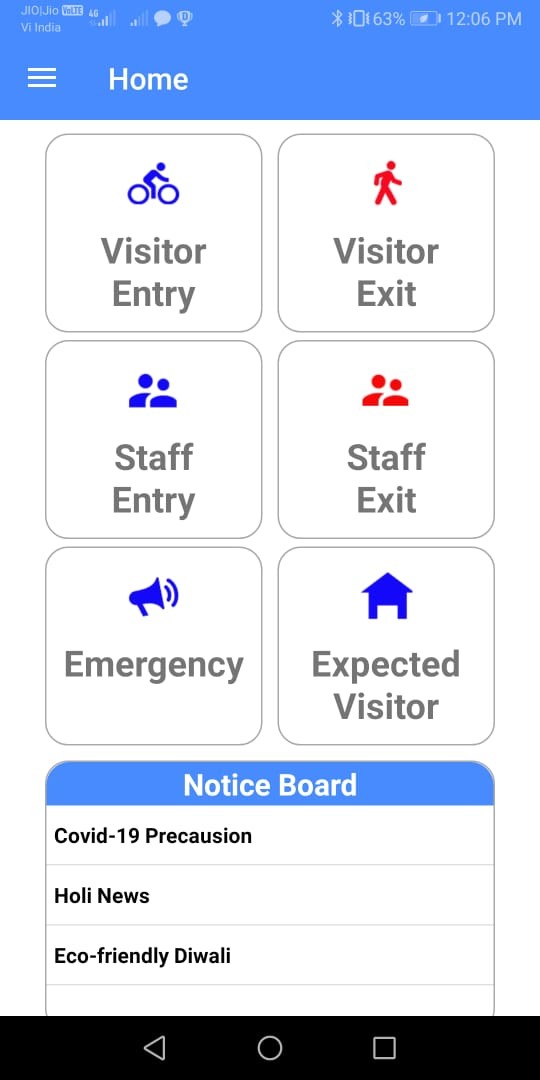 JIO|Jio VoLTE 4G 63% 12:06 PM
Vi India
Home
Visitor Entry
Visitor Exit
Staff Entry
Staff Exit
Emergency
Expected Visitor
Notice Board
Covid-19 Precausion
Holi News
Eco-friendly Diwali